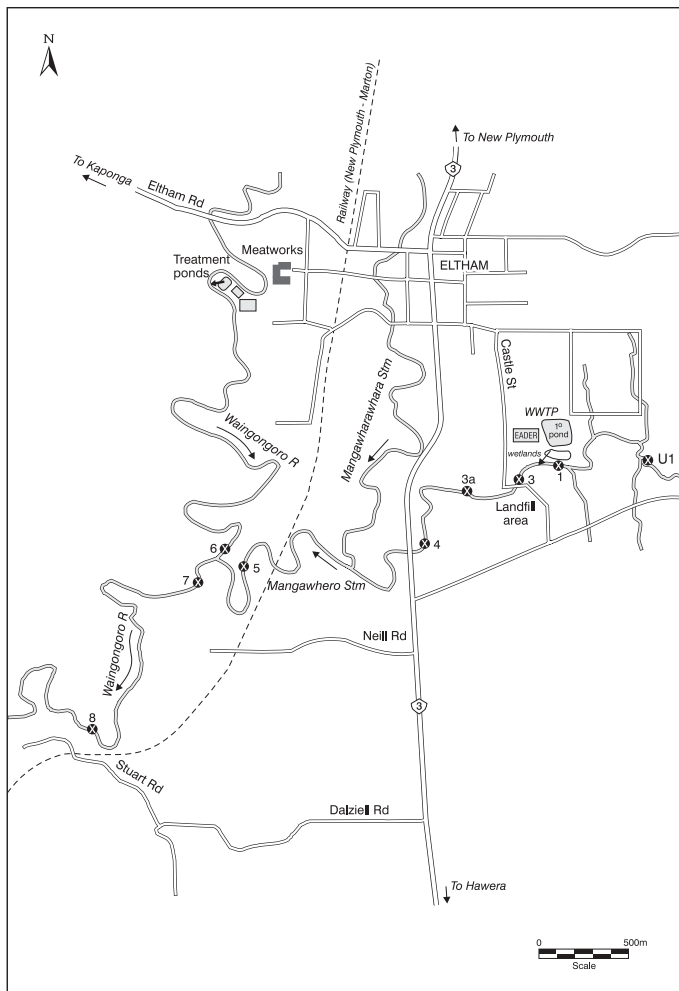 N
To New Plymouth
3
Railway (New Plymouth - Marton)
To Kaponga
Eltham Rd
Meatworks
Treatment
ponds
ELTHAM
Castle St
Mangawharawhara Stm
WWTP
1º
pond
EADER
wetlands
U1
Waingongoro R
3a
3
1
Landfill
area
4
6
5
7
Mangawhero Stm
Neill Rd
Waingongoro R
3
8
Stuart Rd
Dalziell Rd
To Hawera
0
500m
Scale